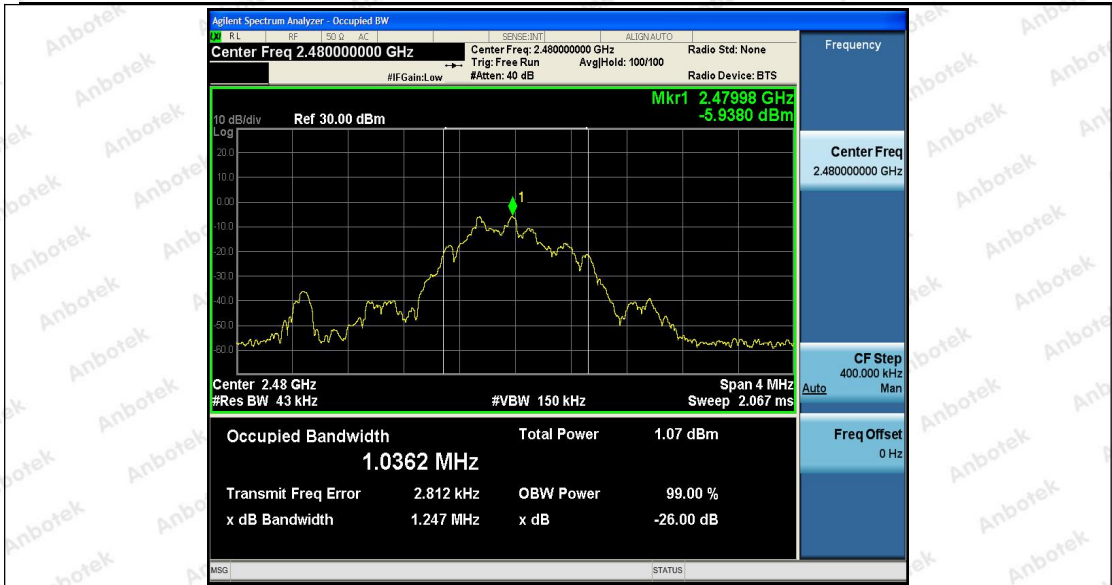 Agilent Spectrum Analyzer - Occupied BW
LXI RL RF 50 Ω AC SENSE:INT ALIGN AUTO
Center Freq 2.480000000 GHz
Center Freq: 2.480000000 GHz Radio Std: None
Trig: Free Run Avg|Hold: 100/100
#IFGain:Low #Atten: 40 dB Radio Device: BTS
Mkr1 2.47998 GHz
-5.9380 dBm
10 dB/div Ref 30.00 dBm
Log
20.0
10.0
0.00
-10.0
-20.0
-30.0
-40.0
-50.0
-60.0
1
Center 2.48 GHz Span 4 MHz
#Res BW 43 kHz #VBW 150 kHz Sweep 2.067 ms
Occupied Bandwidth Total Power 1.07 dBm
1.0362 MHz
Transmit Freq Error 2.812 kHz OBW Power 99.00 %
x dB Bandwidth 1.247 MHz x dB -26.00 dB
MSG STATUS
Frequency
Center Freq
2.480000000 GHz
CF Step
400.000 kHz
Auto Man
Freq Offset
0 Hz
Anbotek